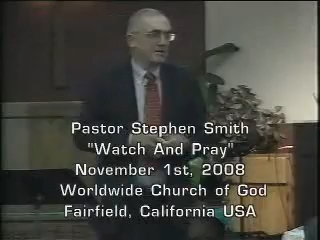 Pastor Stephen Smith
"Watch And Pray"
November 1st, 2008
Worldwide Church of God
Fairfield, California USA